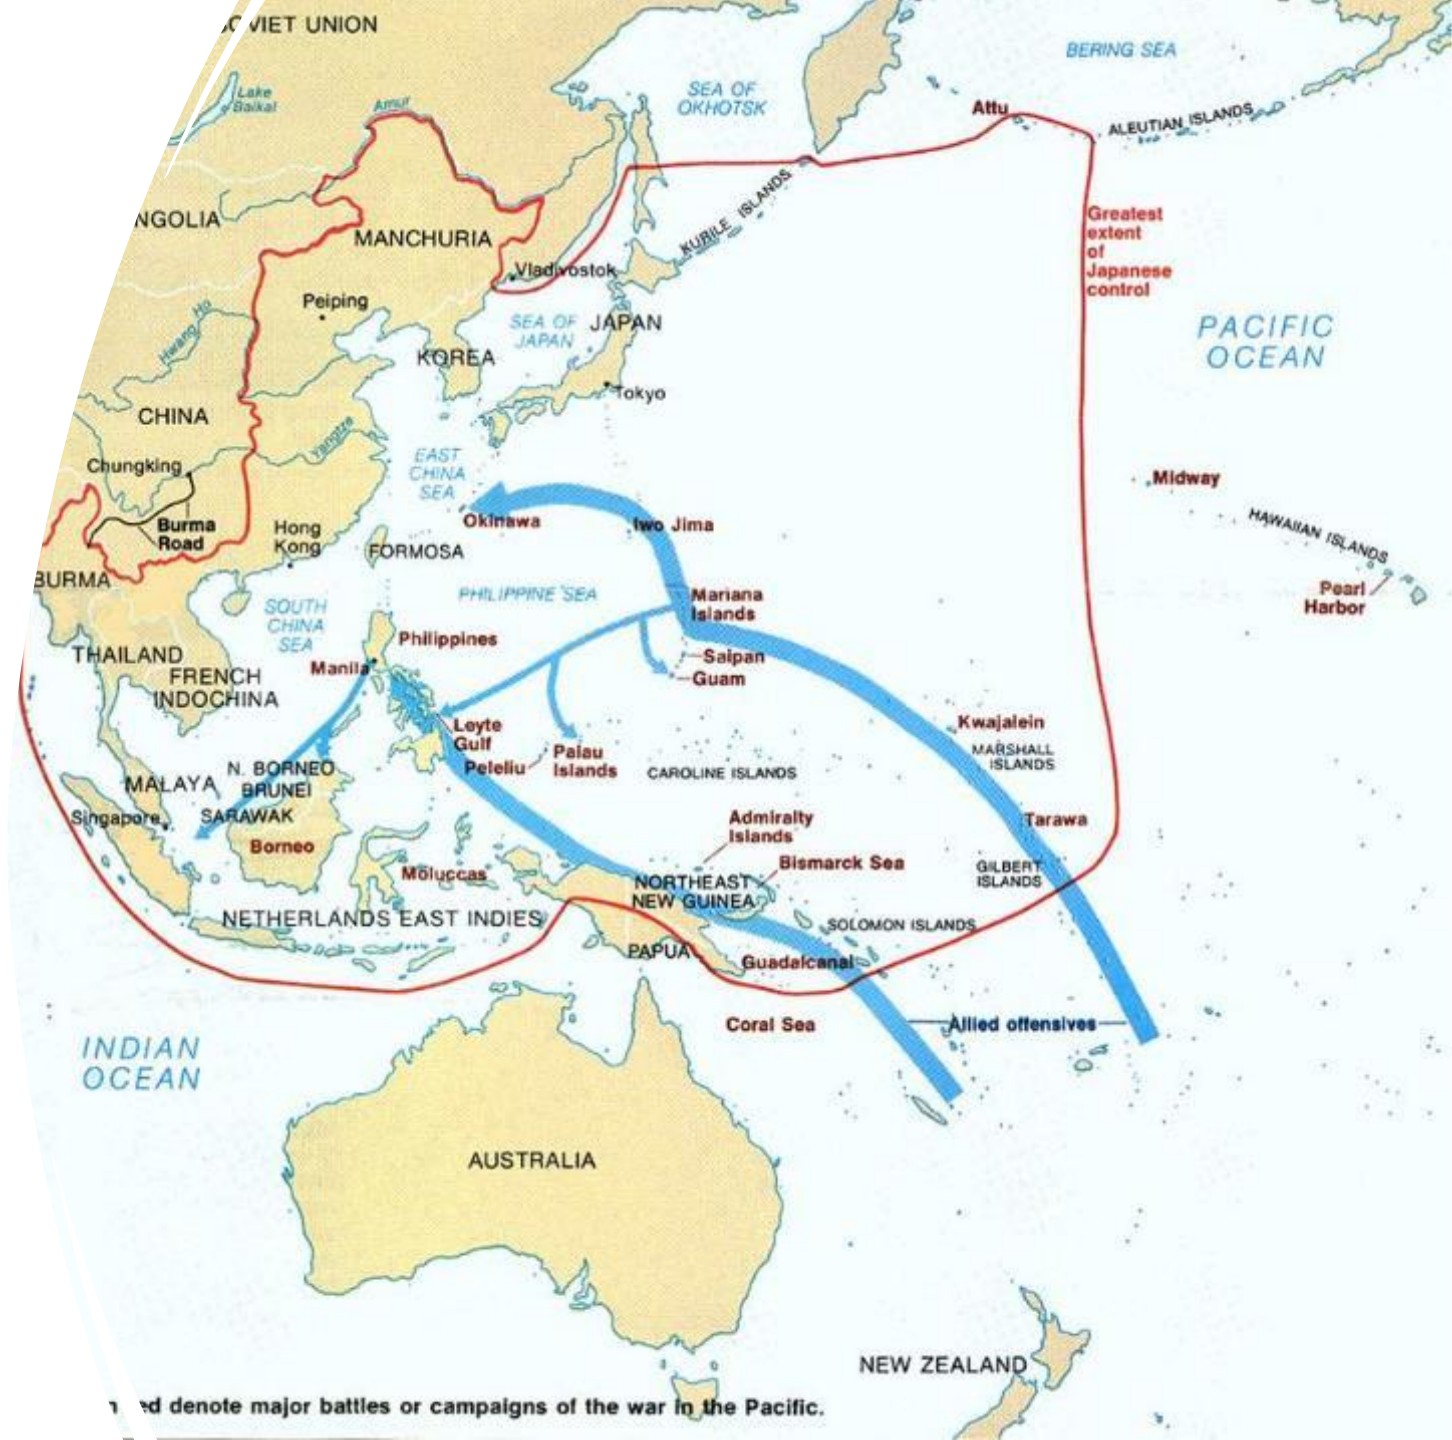 SOVIET UNION
BERING SEA
Lake
Baikal
Amur
SEA OF
OKHOTSK
Attu
ALEUTIAN ISLANDS
NGOLIA
MANCHURIA
KURILE ISLANDS
Greatest
extent
of
Japanese
control
Vladivostok
Peiping
Hwang Ho
SEA OF
JAPAN
JAPAN
PACIFIC
OCEAN
KOREA
Tokyo
CHINA
Yangtze
Chungking
EAST
CHINA
SEA
Midway
Burma
Road
Hong
Kong
Okinawa
Iwo Jima
HAWAIIAN ISLANDS
FORMOSA
BURMA
PHILIPPINE SEA
Mariana
Islands
Pearl
Harbor
SOUTH
CHINA
SEA
Philippines
THAILAND
Manila
Saipan
Guam
FRENCH
INDOCHINA
Leyte
Gulf
Kwajalein
MARSHALL
ISLANDS
Peleliu
Palau
Islands
CAROLINE ISLANDS
MALAYA
N. BORNEO
BRUNEI
Singapore
SARAWAK
Borneo
Admiralty
Islands
Tarawa
Moluccas
Bismarck Sea
NORTHEAST
NEW GUINEA
GILBERT
ISLANDS
NETHERLANDS EAST INDIES
SOLOMON ISLANDS
PAPUA
Guadalcanal
Coral Sea
Allied offensives
INDIAN
OCEAN
AUSTRALIA
NEW ZEALAND
denote major battles or campaigns of the war in the Pacific.